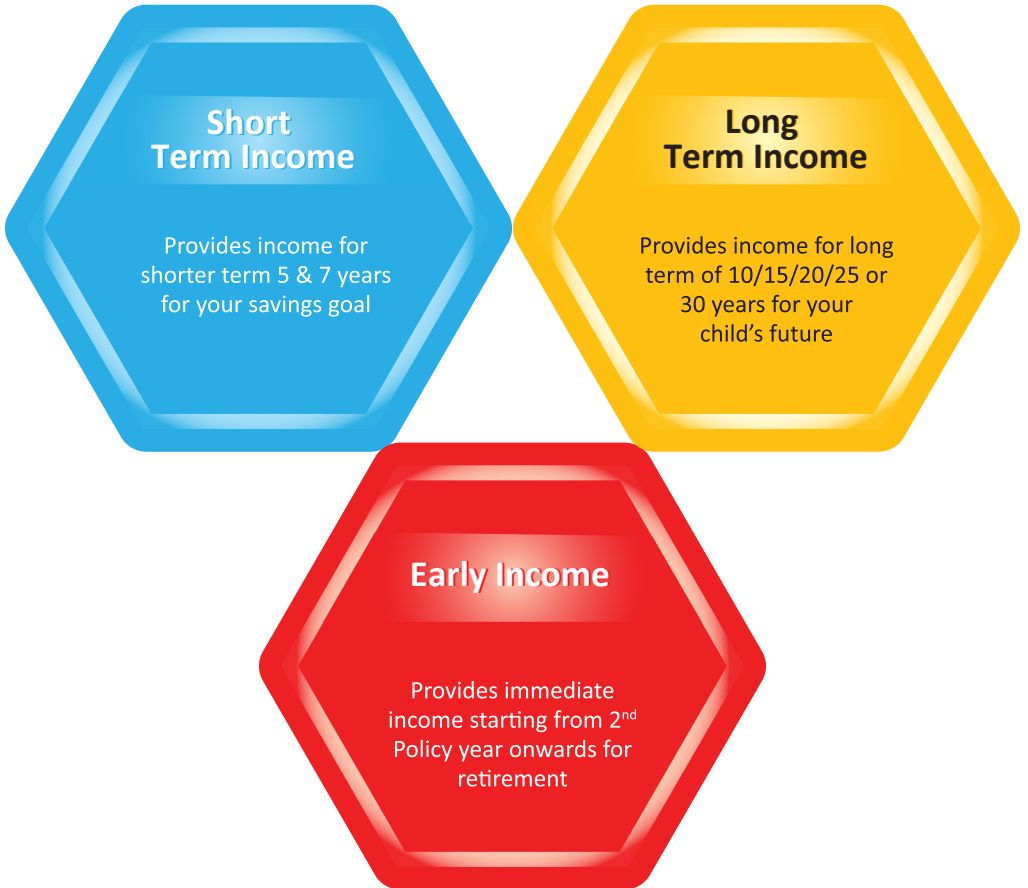 Short
Term Income
Provides income for
shorter term 5 & 7 years
for your savings goal
Long
Term Income
Provides income for long
term of 10/15/20/25 or
30 years for your
child’s future
Early Income
Provides immediate
income starting from 2nd
Policy year onwards for
retirement